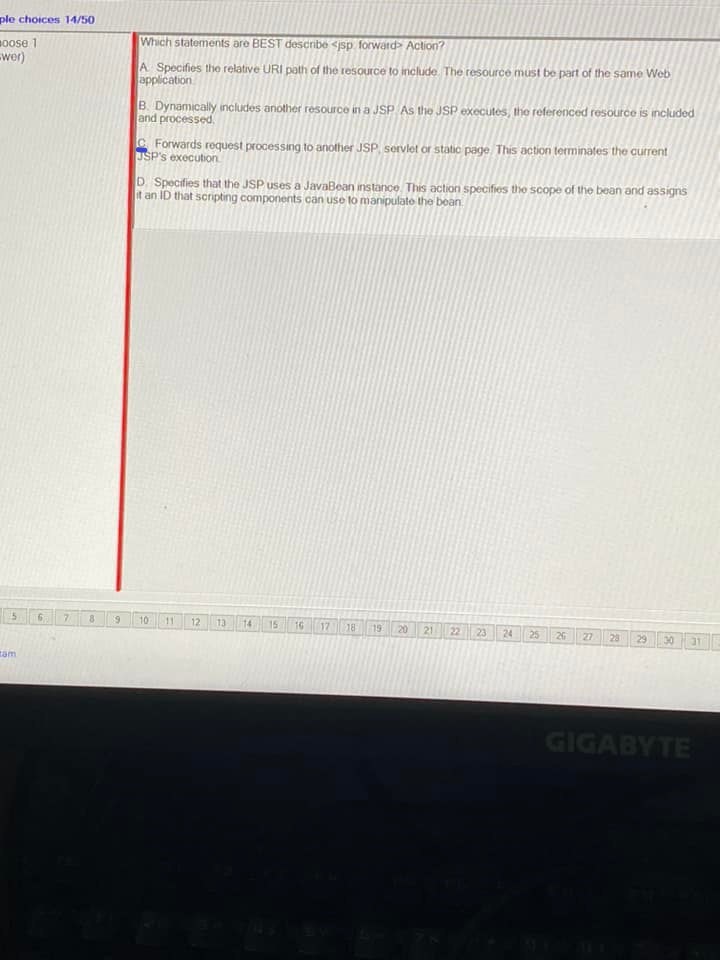 ple choices 14/50
oose 1
swer)
Which statements are BEST describe <jsp: forward> Action?
A. Specifies the relative URI path of the resource to include. The resource must be part of the same Web
application.
B. Dynamically includes another resource in a JSP. As the JSP executes, the referenced resource is included
and processed.
C. Forwards request processing to another JSP, servlet or static page. This action terminates the current
JSP's execution.
D. Specifies that the JSP uses a JavaBean instance. This action specifies the scope of the bean and assigns
it an ID that scripting components can use to manipulate the bean.
5 6 7 8 9 10 11 12 13 14 15 16 17 18 19 20 21 22 23 24 25 26 27 28 29 30 31
am
GIGABYTE